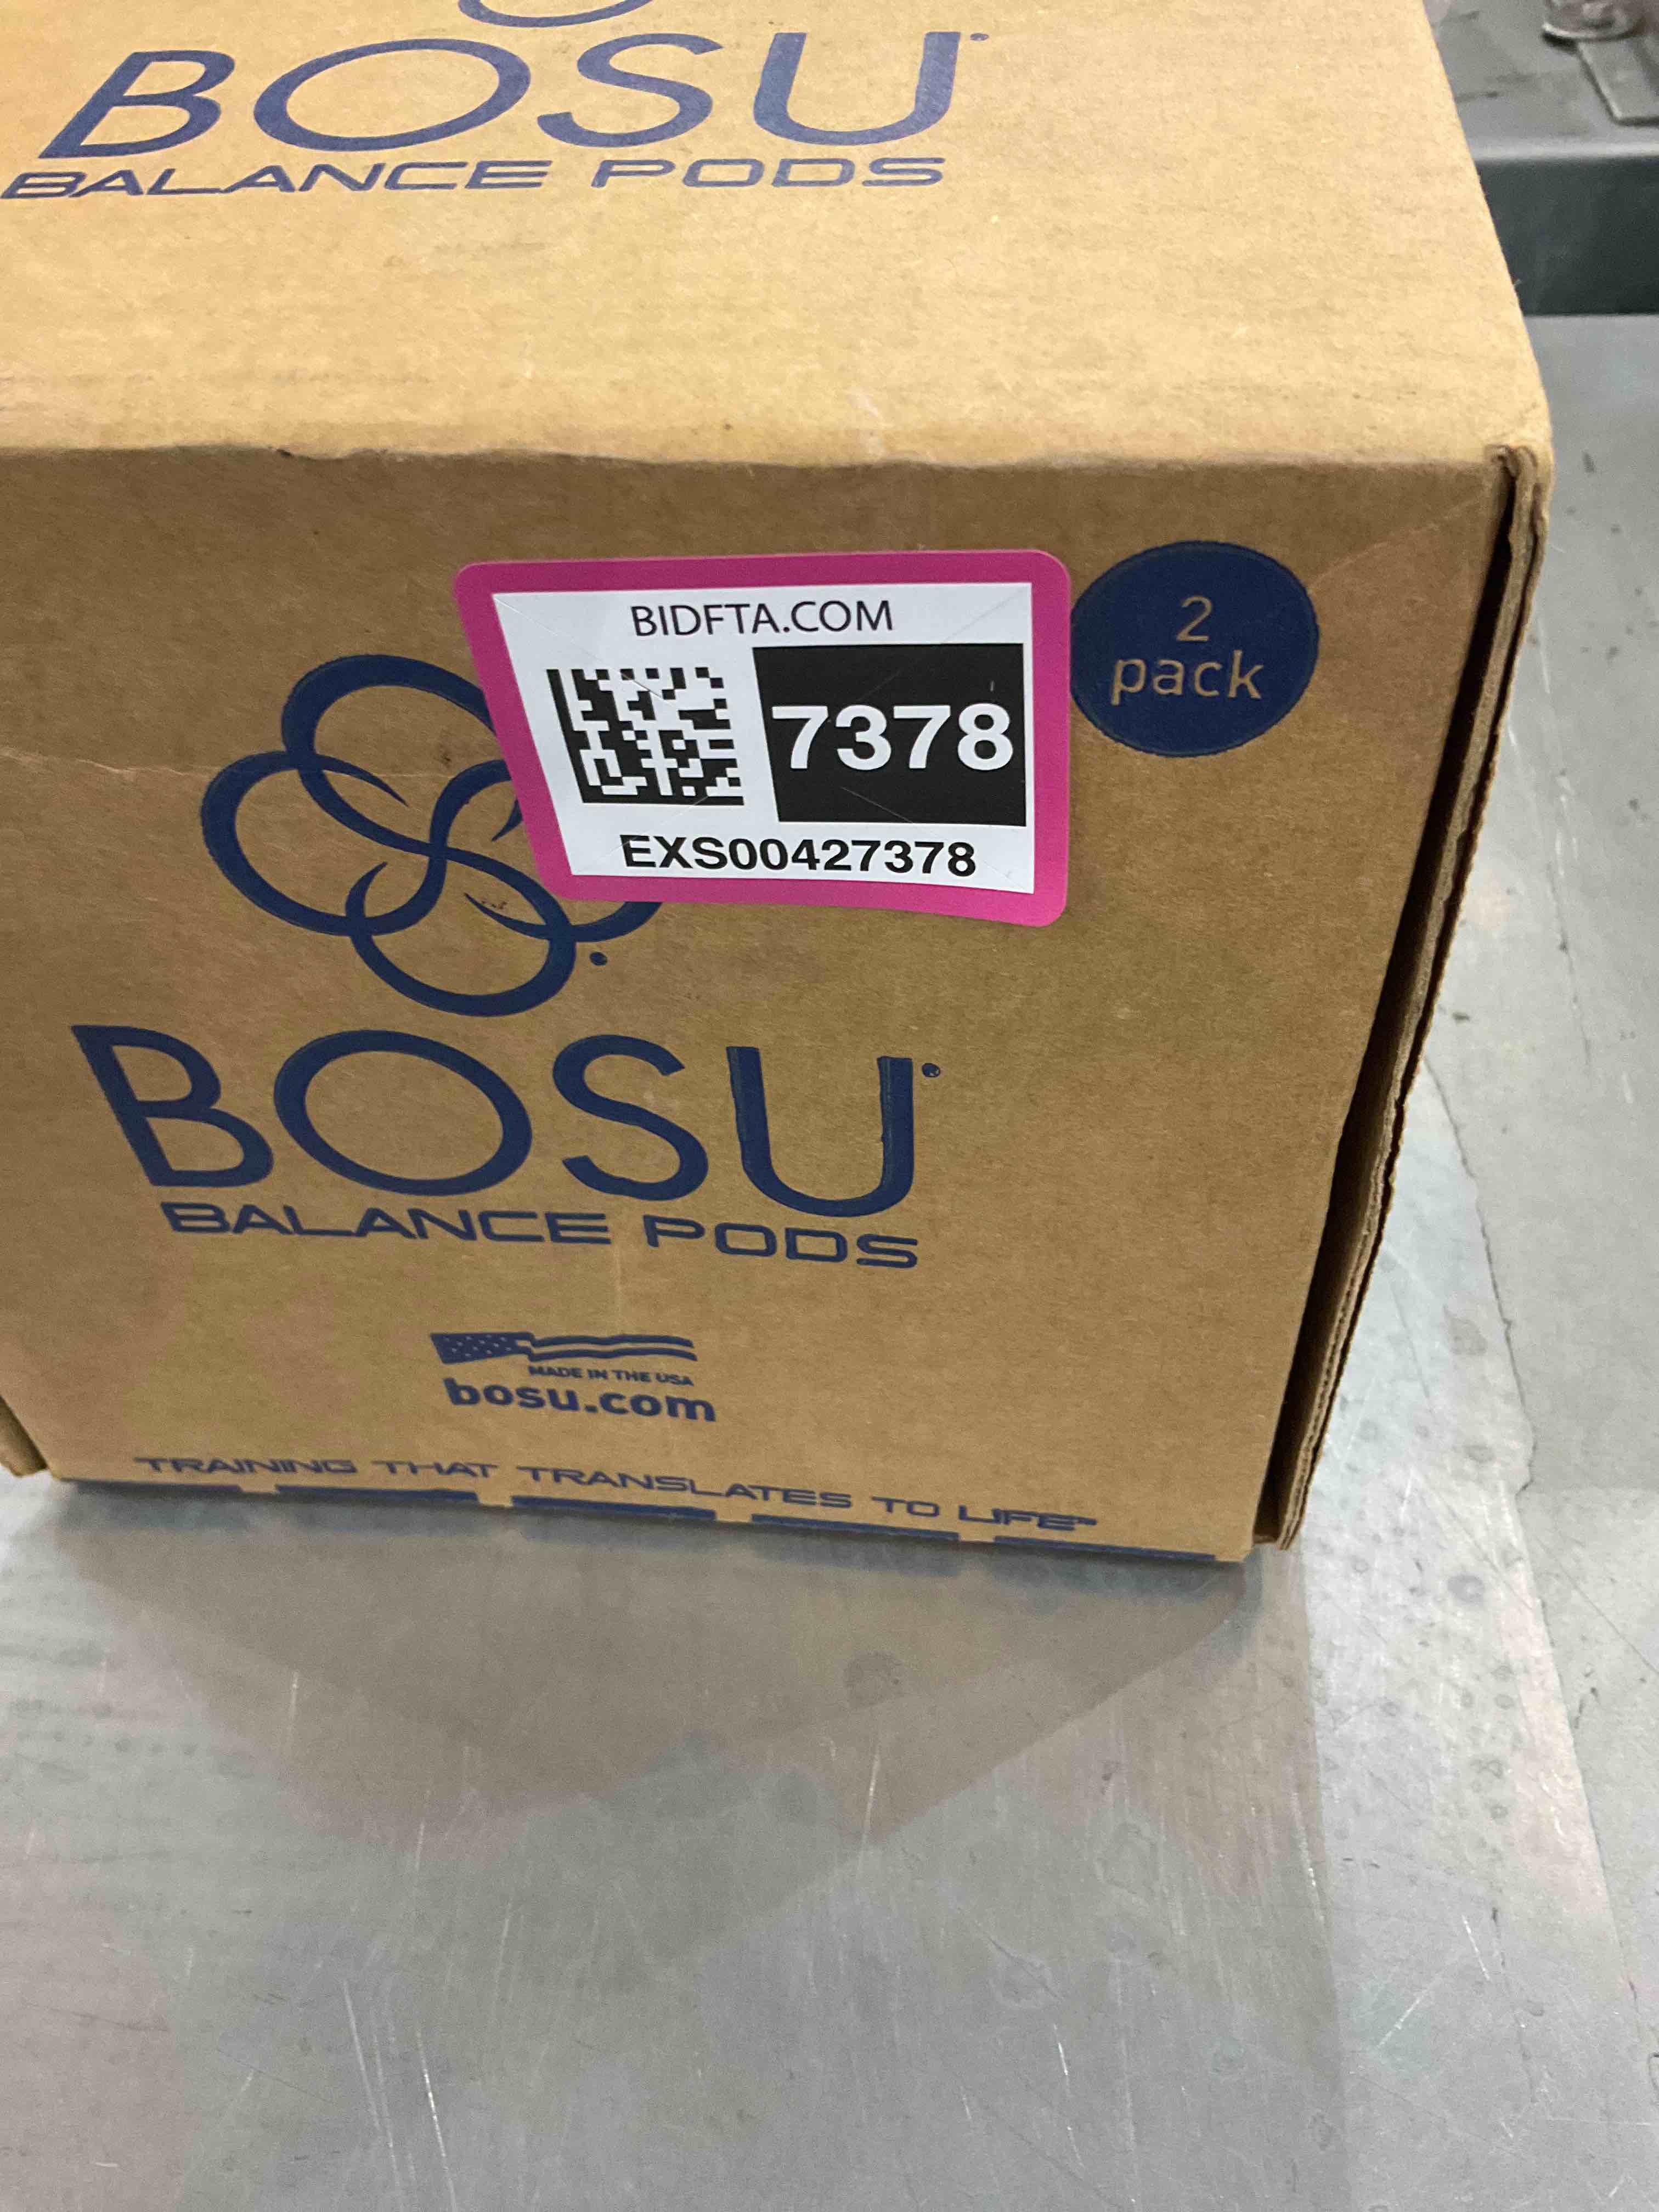 BOSU
BALANCE PODS
BIDFTA.COM
7378
EXS00427378
2
pack
BOSU
BALANCE PODS
MADE IN THE USA
bosu.com
TRAINING THAT TRANSLATES TO LIFE™